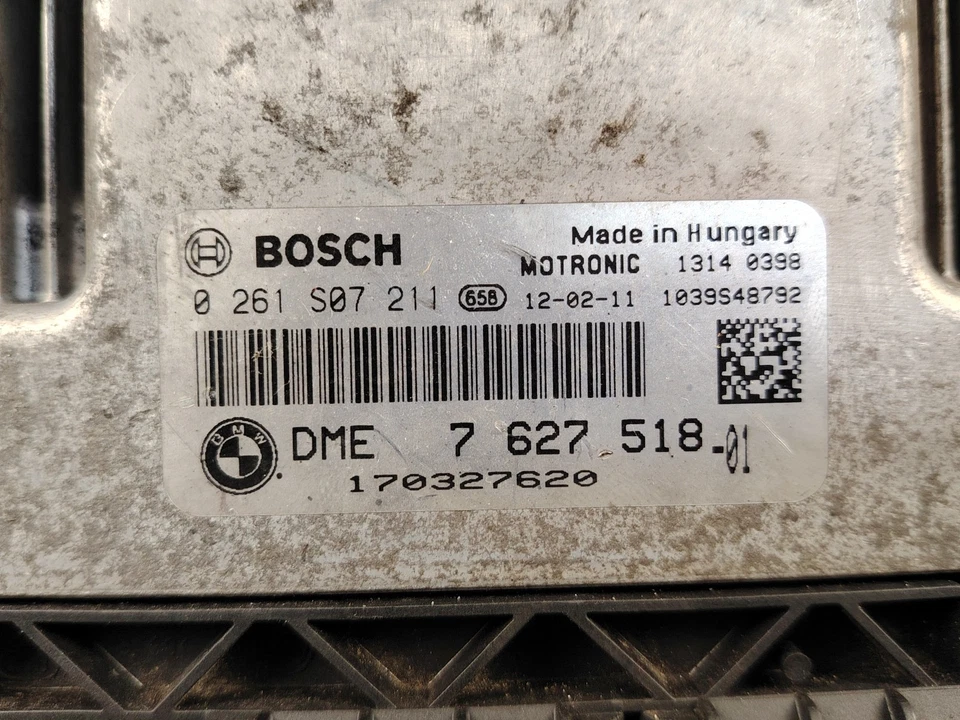 BOSCH Made in Hungary
MOTRONIC 1314 0398
0 261 S07 211 658 12-02-11 1039S48792
BMW DME 7 627 518-01
170327620